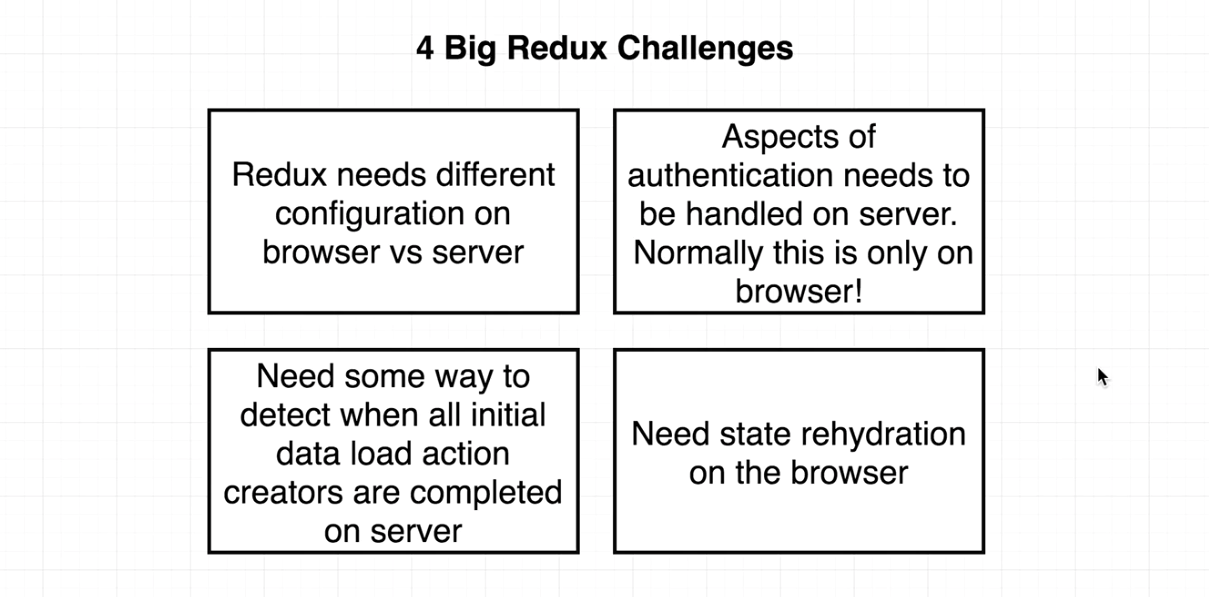 4 Big Redux Challenges
Redux needs different
configuration on
browser vs server
Aspects of
authentication needs to
be handled on server.
Normally this is only on
browser!
Need some way to
detect when all initial
data load action
creators are completed
on server
Need state rehydration
on the browser